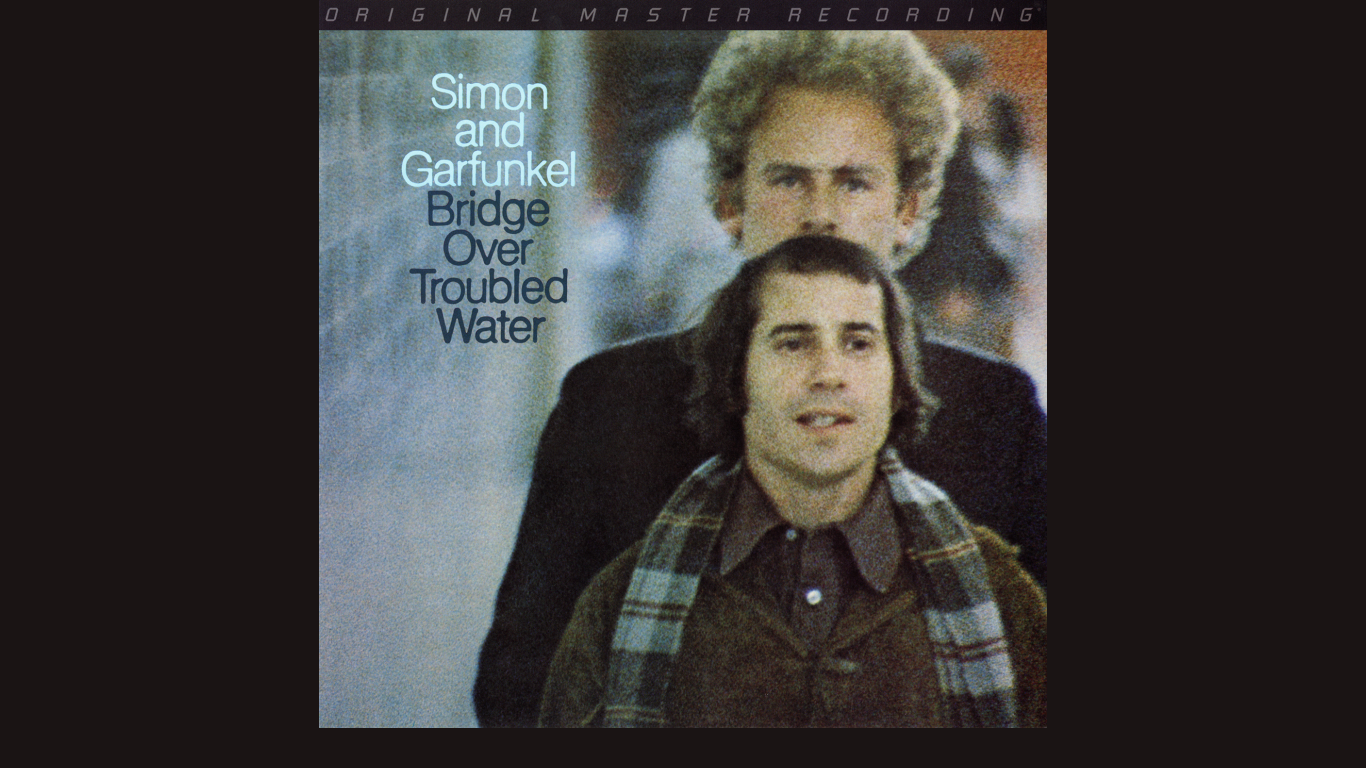 ORIGINAL MASTER RECORDING
Simon
and
Garfunkel
Bridge
Over
Troubled
Water